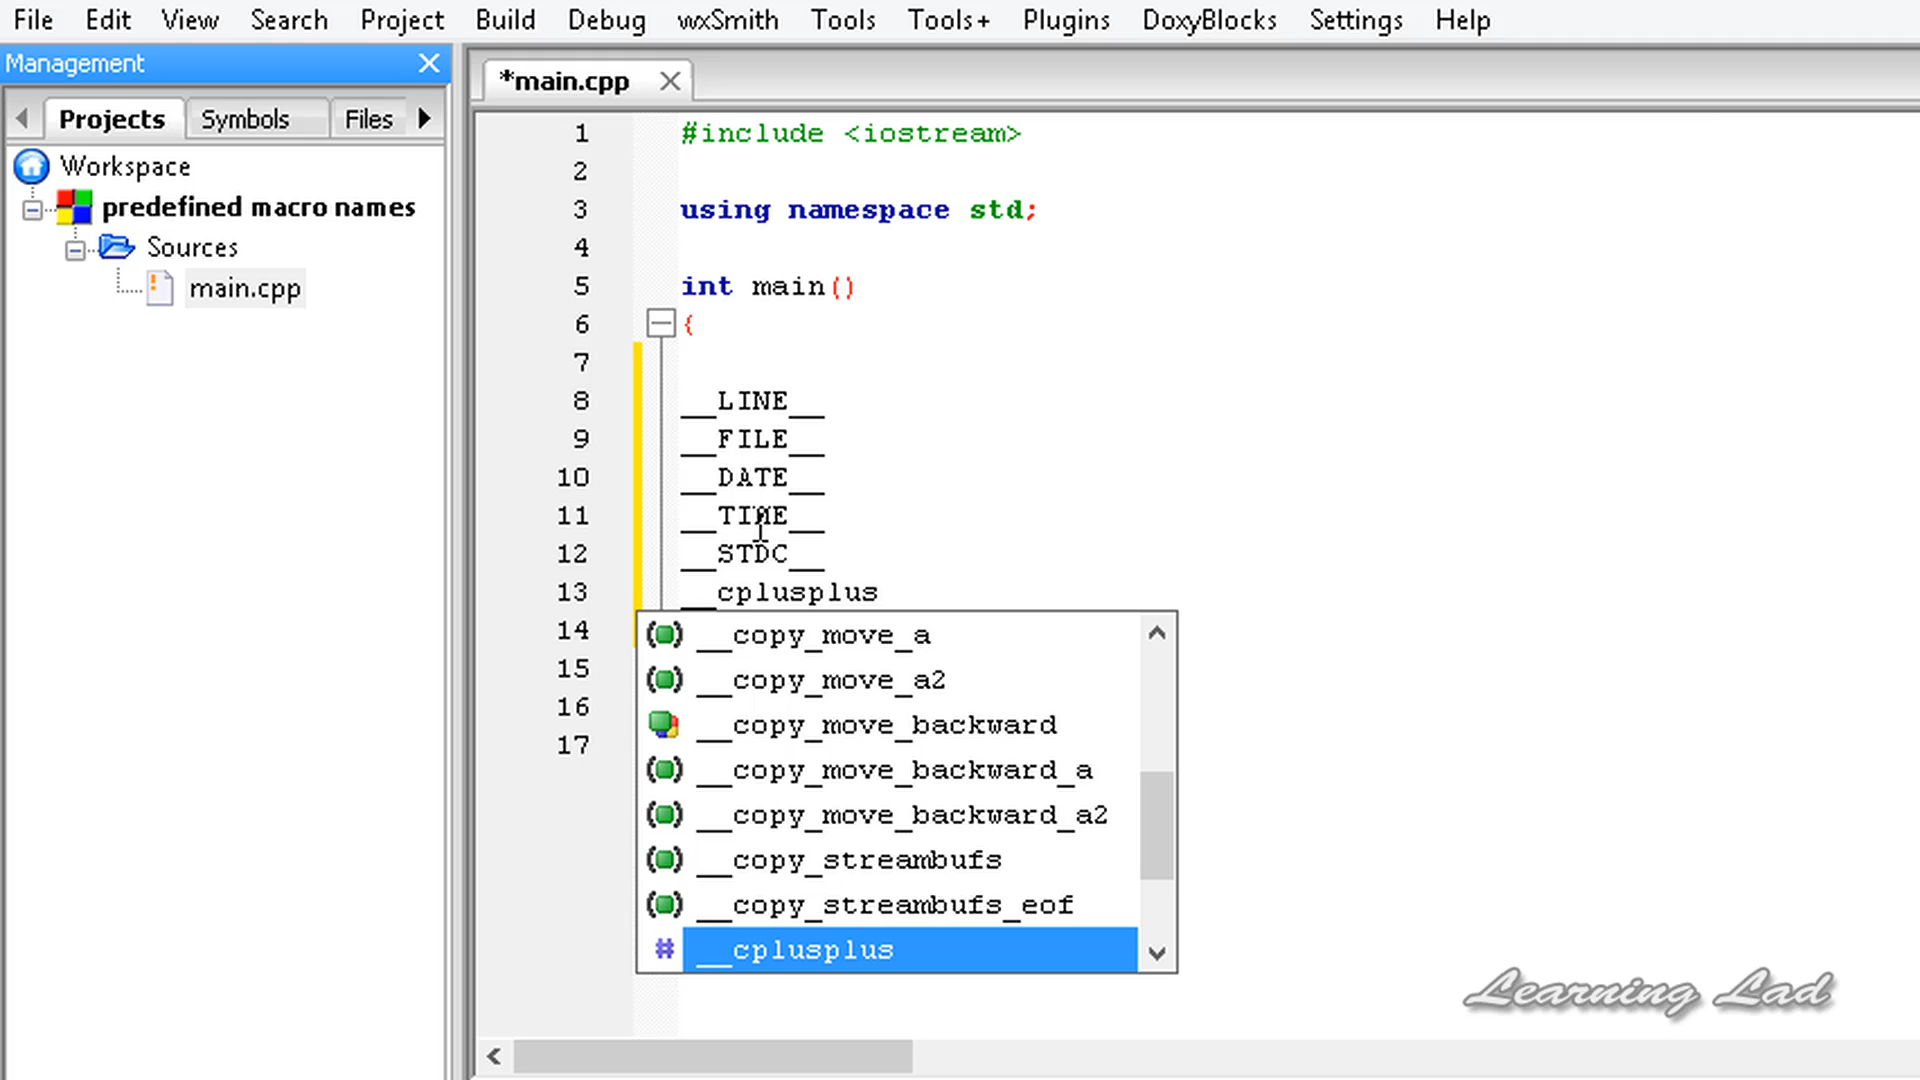 File Edit View Search Project Build Debug wxSmith Tools Tools+ Plugins DoxyBlocks Settings Help
Management
*main.cpp
Projects Symbols Files
Workspace
predefined macro names
Sources
main.cpp
1 #include <iostream>
2
3 using namespace std;
4
5 int main()
6 {
7
8 __LINE__
9 __FILE__
10 __DATE__
11 __TIME__
12 __STDC__
13 __cplusplus
14
15
16
17
__copy_move_a
__copy_move_a2
__copy_move_backward
__copy_move_backward_a
__copy_move_backward_a2
__copy_streambufs
__copy_streambufs_eof
# __cplusplus
Learning Lad